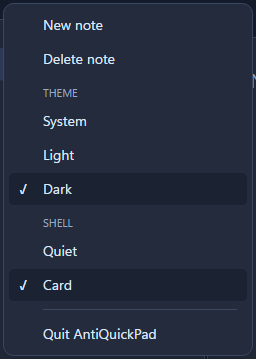 New note
Delete note
THEME
System
Light
✓ Dark
SHELL
Quiet
✓ Card
Quit AntiQuickPad